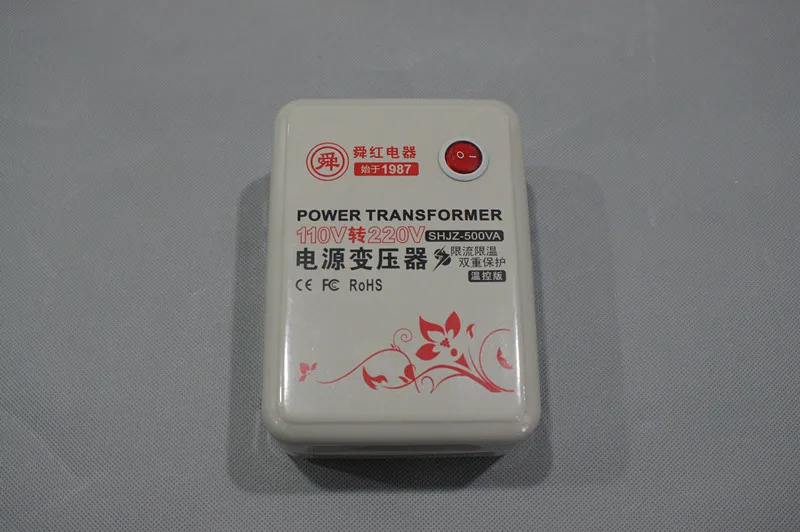 舜
舜红电器
始于1987
POWER TRANSFORMER
110V转220V SHJZ-500VA
电源变压器
限流限温
双重保护
温控版
CE FC RoHS